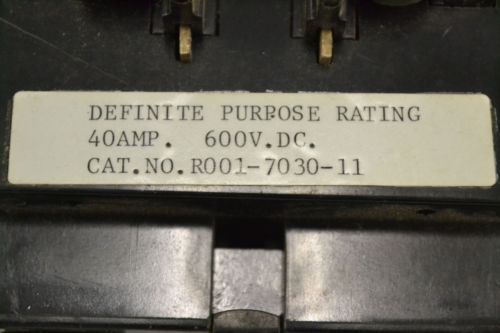 DEFINITE PURPOSE RATING
40AMP. 600V.DC.
CAT.NO.R001-7030-11